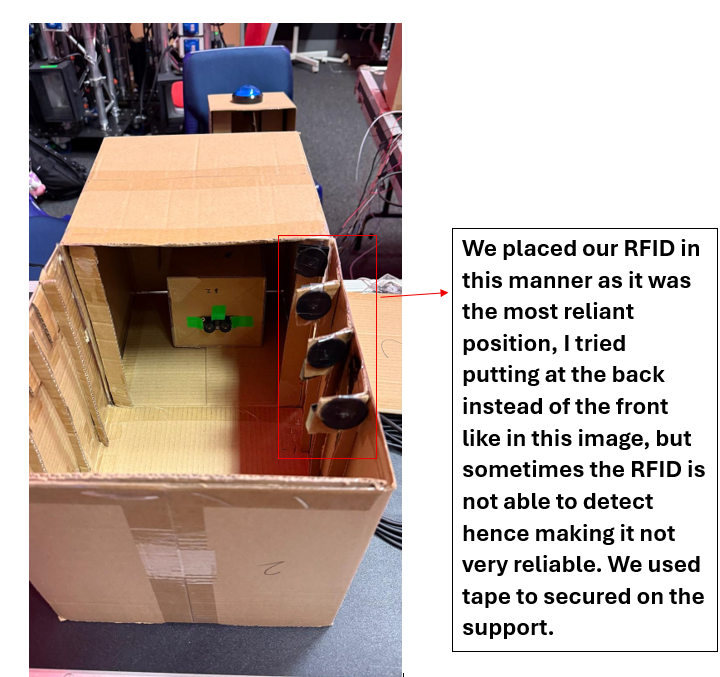 We placed our RFID in
this manner as it was
the most reliant
position, I tried
putting at the back
instead of the front
like in this image, but
sometimes the RFID is
not able to detect
hence making it not
very reliable. We used
tape to secured on the
support.
2